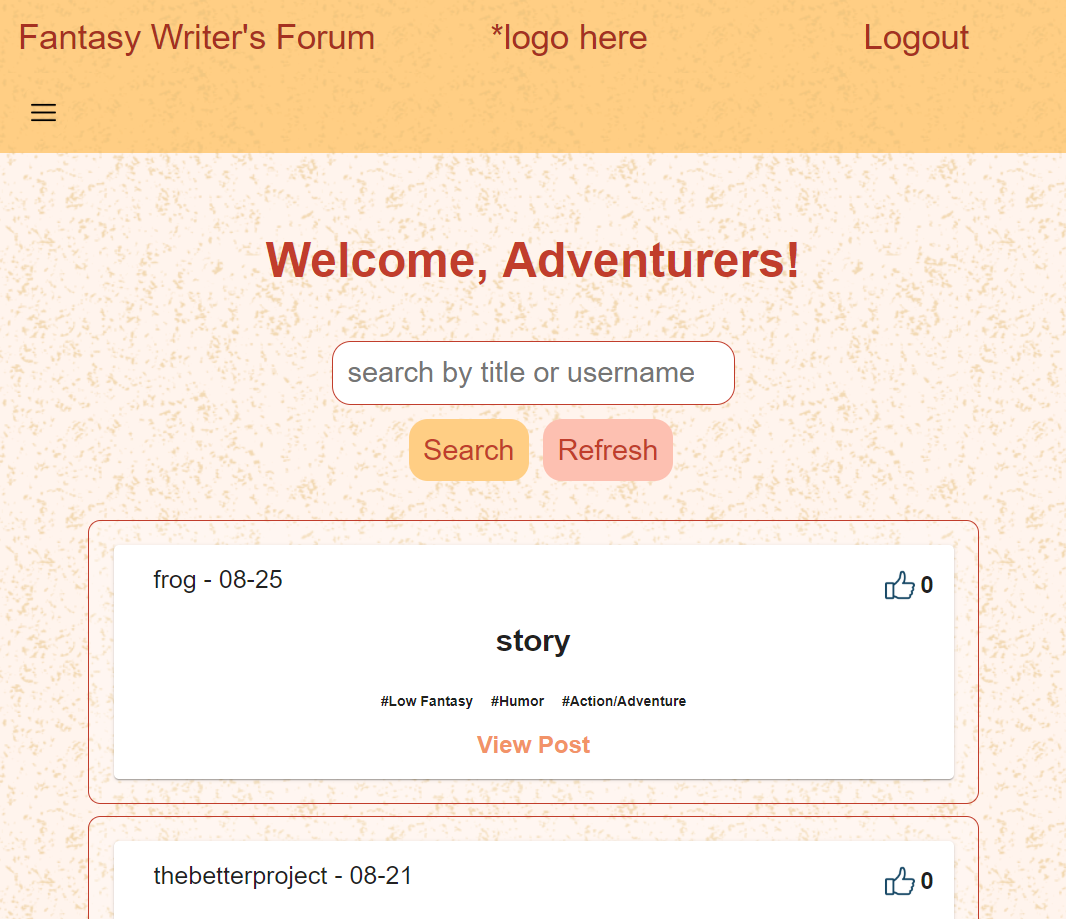 Fantasy Writer's Forum *logo here Logout
Welcome, Adventurers!
search by title or username
Search Refresh
frog - 08-25 0
story
#Low Fantasy #Humor #Action/Adventure
View Post
thebetterproject - 08-21 0